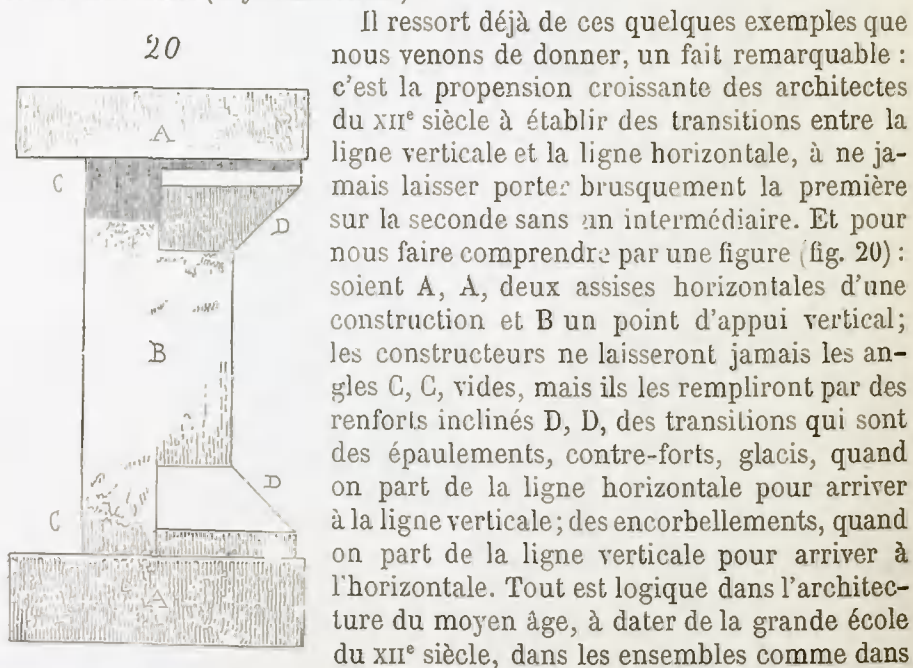 Il ressort déjà de ces quelques exemples que
nous venons de donner, un fait remarquable :
c'est la propension croissante des architectes
du XIIe siècle à établir des transitions entre la
ligne verticale et la ligne horizontale, à ne ja-
mais laisser porter brusquement la première
sur la seconde sans un intermédiaire. Et pour
nous faire comprendre par une figure (fig. 20) :
soient A, A, deux assises horizontales d'une
construction et B un point d'appui vertical;
les constructeurs ne laisseront jamais les an-
gles C, C, vides, mais ils les rempliront par des
renforts inclinés D, D, des transitions qui sont
des épaulements, contre-forts, glacis, quand
on part de la ligne horizontale pour arriver
à la ligne verticale; des encorbellements, quand
on part de la ligne verticale pour arriver à
l'horizontale. Tout est logique dans l'architec-
ture du moyen âge, à dater de la grande école
du XIIe siècle, dans les ensembles comme dans
20
A
C
D
B
D
C
A